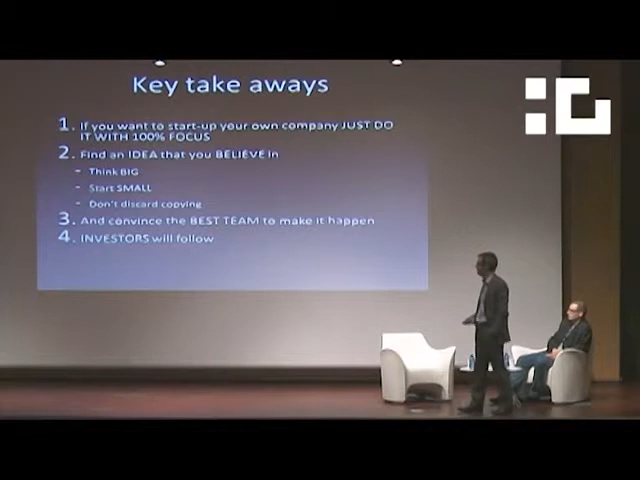 Key take aways
1. If you want to start-up your own company JUST DO
IT WITH 100% FOCUS
2. Find an IDEA that you BELIEVE in
- Think BIG
- Start SMALL
- Don't discard copying
3. And convince the BEST TEAM to make it happen
4. INVESTORS will follow